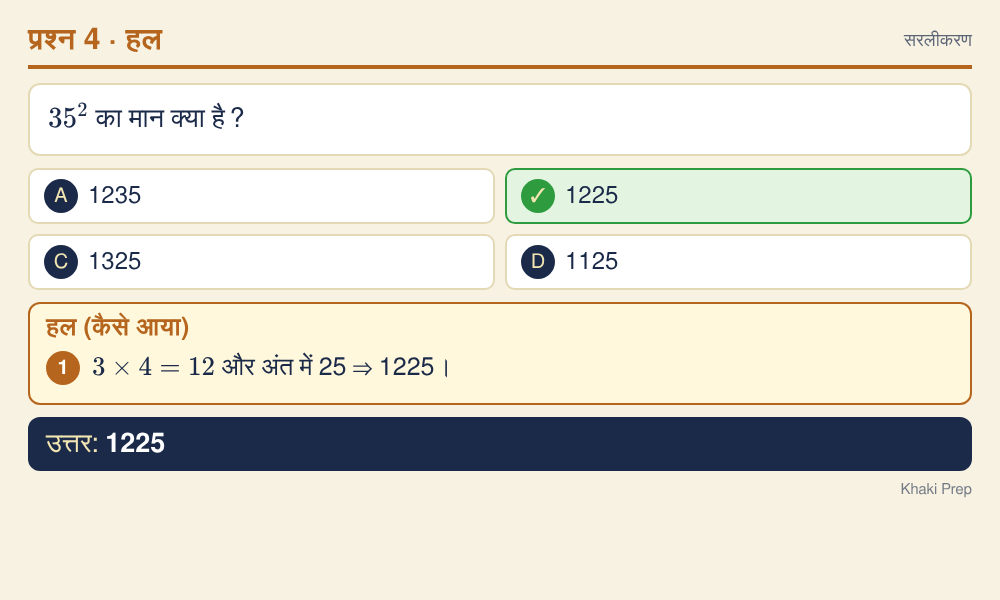 प्रश्न 4 · हल
सरलीकरण
35² का मान क्या है ?
A 1235
✓ 1225
C 1325
D 1125
हल (कैसे आया)
1 3 × 4 = 12 और अंत में 25 ⇒ 1225।
उत्तर: 1225
Khaki Prep